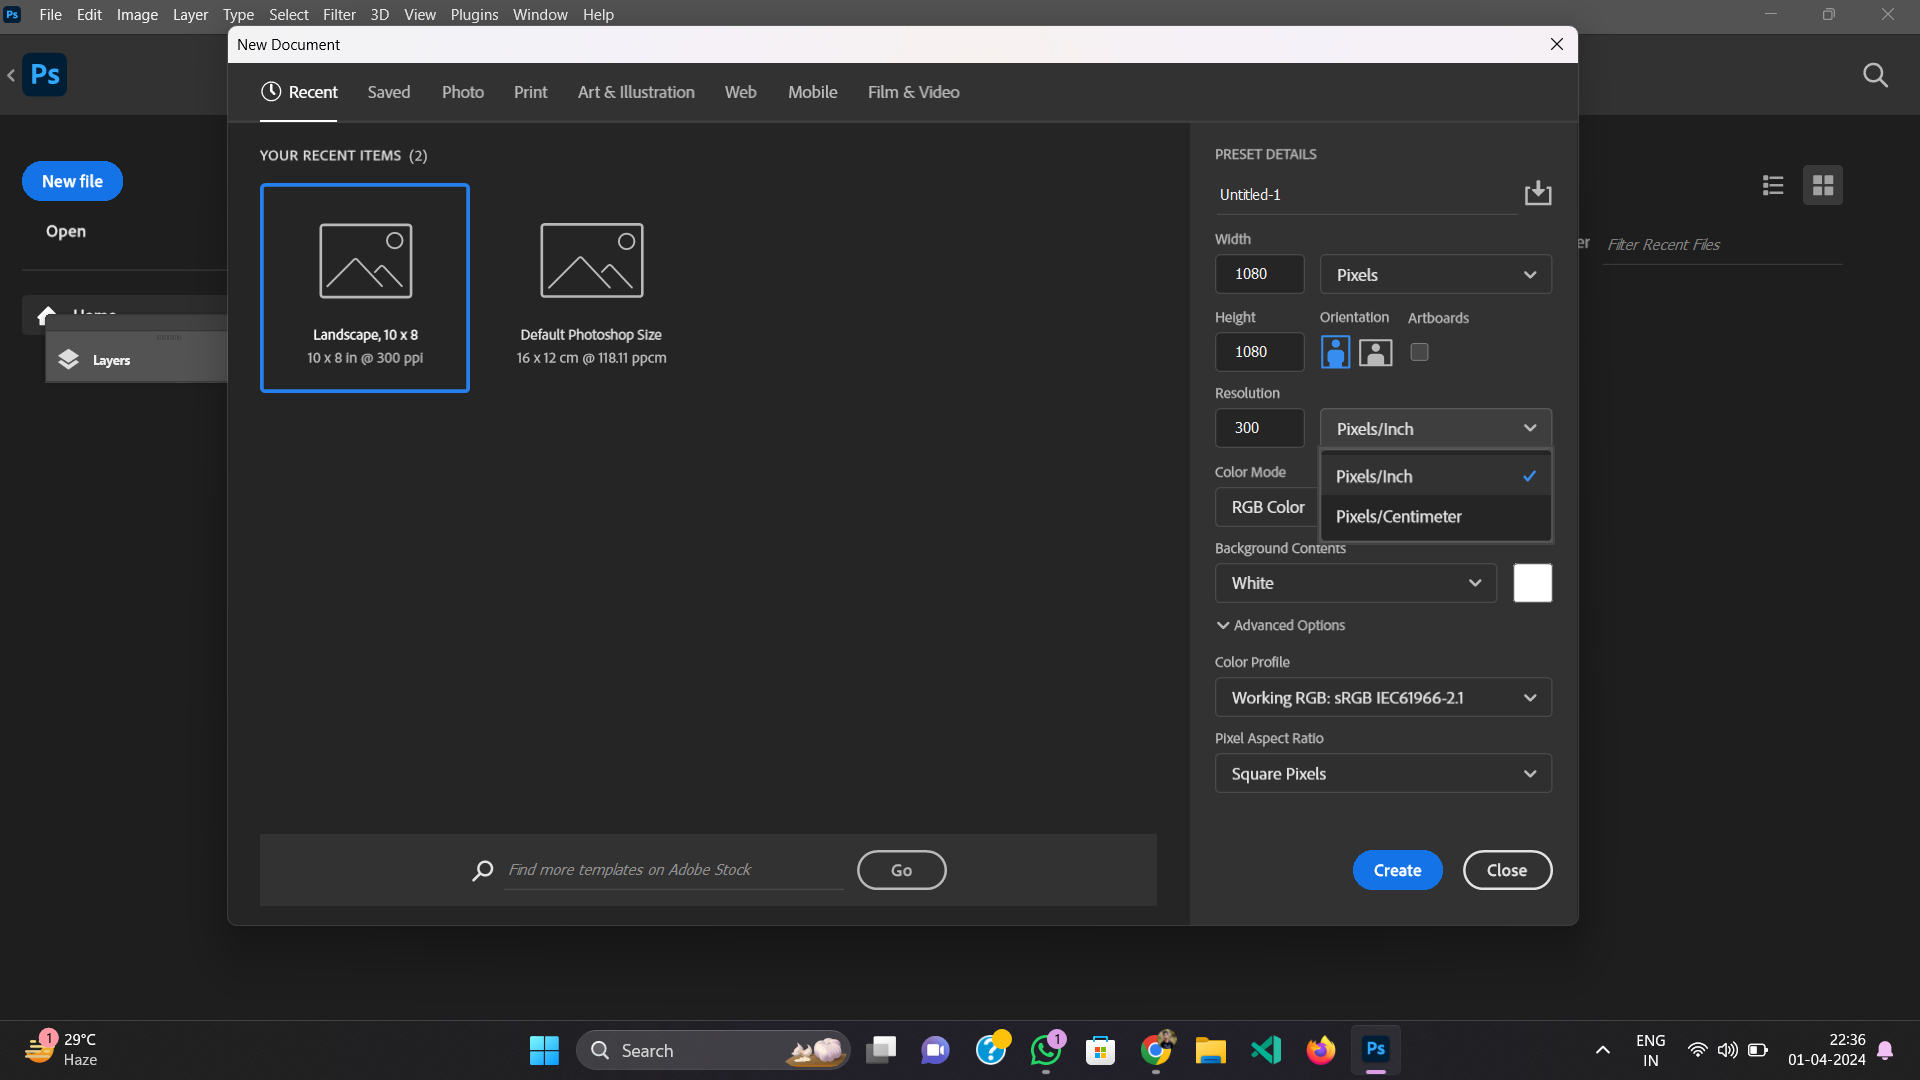 Ps File Edit Image Layer Type Select Filter 3D View Plugins Window Help
New Document
Ps
Recent Saved Photo Print Art & Illustration Web Mobile Film & Video
YOUR RECENT ITEMS (2)
PRESET DETAILS
New file
Untitled-1
Open
Width
er Filter Recent Files
1080 Pixels
Height Orientation Artboards
Landscape, 10 x 8 Default Photoshop Size
1080
Layers
10 x 8 in @ 300 ppi 16 x 12 cm @ 118.11 ppcm
Resolution
300 Pixels/Inch
Color Mode
Pixels/Inch
RGB Color
Pixels/Centimeter
Background Contents
White
Advanced Options
Color Profile
Working RGB: sRGB IEC61966-2.1
Pixel Aspect Ratio
Square Pixels
Find more templates on Adobe Stock Go
Create Close
1 29°C
Haze
Search
1
Ps
ENG
IN
22:36
01-04-2024